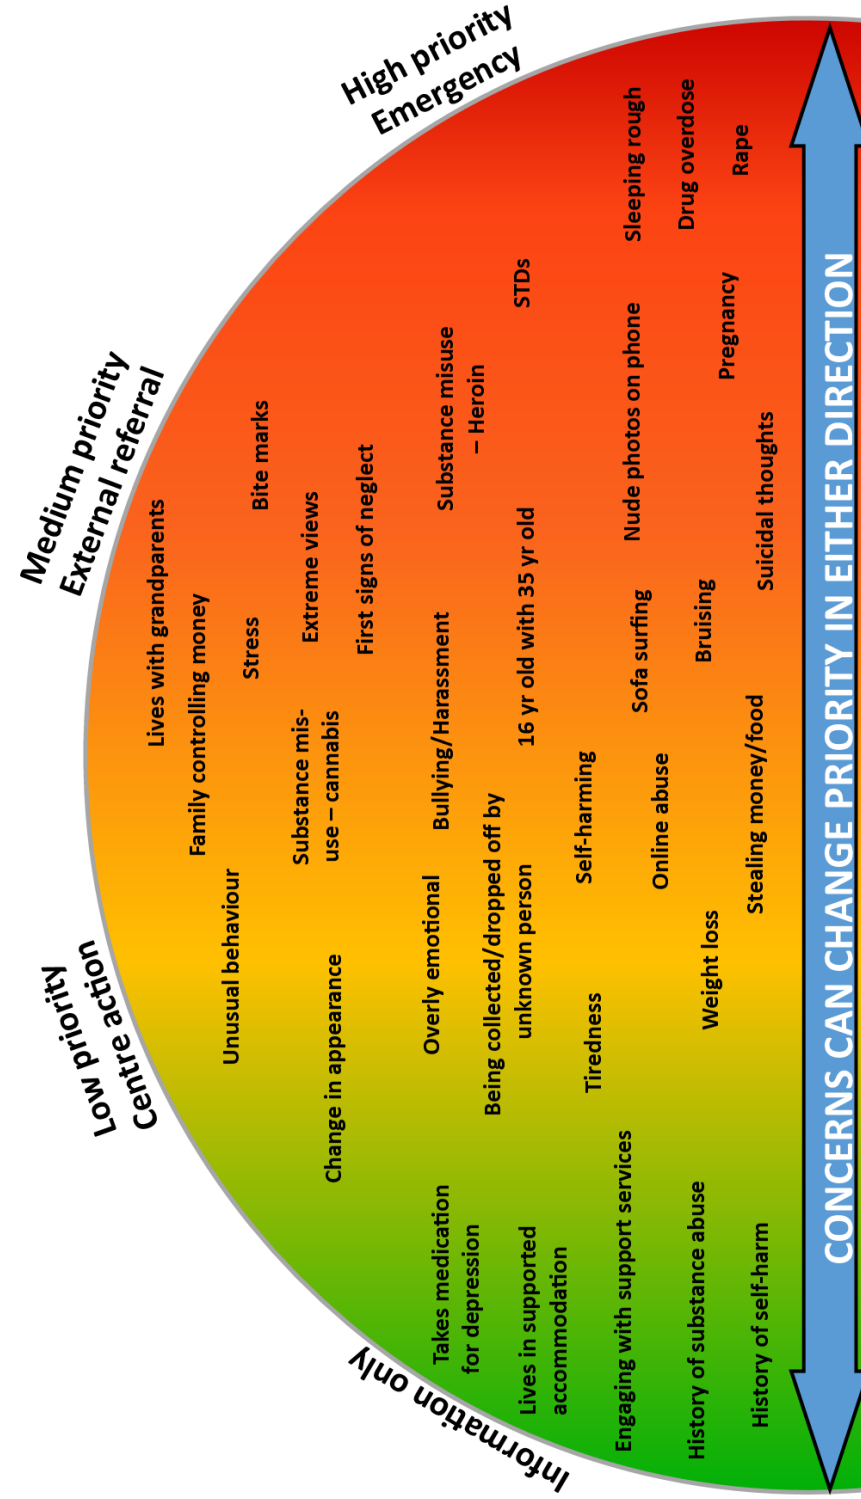 Information only
Low priority
Centre action
Medium priority
External referral
High priority
Emergency
Lives with grandparents
Family controlling money
Unusual behaviour
Stress
Bite marks
Substance mis-
use – cannabis
Extreme views
Change in appearance
First signs of neglect
Takes medication
for depression
Overly emotional
Bullying/Harassment
Substance misuse
– Heroin
Being collected/dropped off by
unknown person
Lives in supported
accommodation
16 yr old with 35 yr old
STDs
Tiredness
Self-harming
Engaging with support services
Sofa surfing
Nude photos on phone
Sleeping rough
Online abuse
Drug overdose
History of substance abuse
Weight loss
Bruising
Pregnancy
Rape
History of self-harm
Stealing money/food
Suicidal thoughts
CONCERNS CAN CHANGE PRIORITY IN EITHER DIRECTION